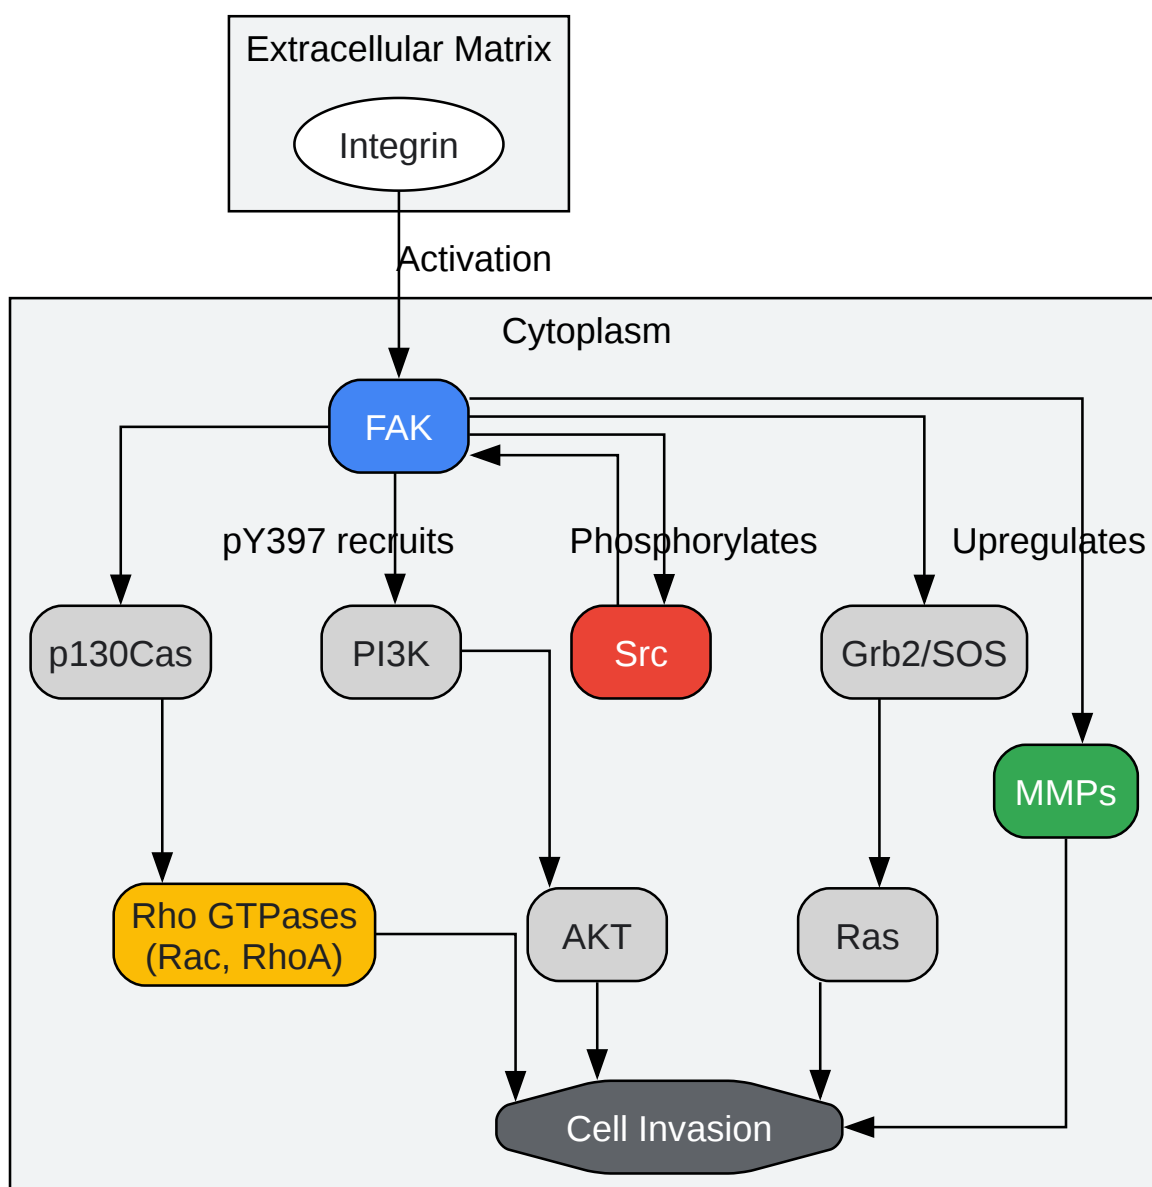 Extracellular Matrix
Integrin
Activation
Cytoplasm
FAK
pY397 recruits
Phosphorylates
Upregulates
p130Cas
PI3K
Src
Grb2/SOS
MMPs
Rho GTPases
(Rac, RhoA)
AKT
Ras
Cell Invasion